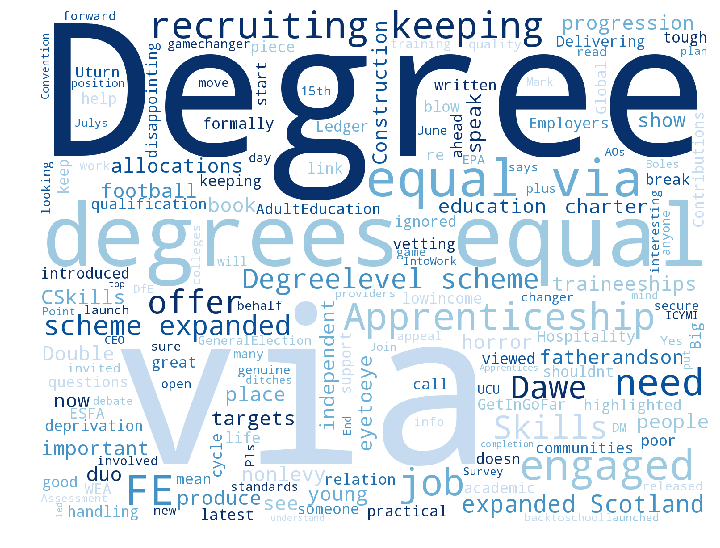 forward
recruiting keeping
progression
Convention
gamechanger
piece
training
quality
Delivering
tough
read
plan
Degree
Uturn
position
help
Julys
disappointing
move
start
15th
formally
Ledger
Construction
written
blow
June
ahead
speak
Mark
Global
Employers
show
Contributions
looking
keep
work
allocations
day
link
re
EPA
says
AOs
Boles
football
keeping
equal via
plus
break
qualification
book
AdultEducation
education charter
interesting
anyone
ignored
degrees equal
colleges
vetting
game
IntoWork
will
introduced
top
DfE
Degreelevel scheme
traineeships
CSkills
Point
launch
offer
behalf
providers
lowincome
changer
mind
secure
ICYMI
scheme expanded
CEO
Apprenticeship
independent
support
Double
sure
GeneralElection
appeal
horror
Hospitality
Yes
put
Big
via
invited
great
many
Join
viewed
fatherandson
questions
open
genuine
ditches
eyetoeye
Apprentices
shouldnt
now
debate
place
call
UCU
Dawe
need
ESFA
GetInGoFar
highlighted
deprivation
targets
End
info
Skills
DM
people
important
cycle
life
doesn
completion
communities
poor
involved
Pls
duo
nonlevy
relation
Survey
engaged
good
WEA
FE
mean
standards
see
young
job
academic
released
Assessment
produce
expanded Scotland
led
handling
new
latest
someone
practical
understand
backtoschool
launched